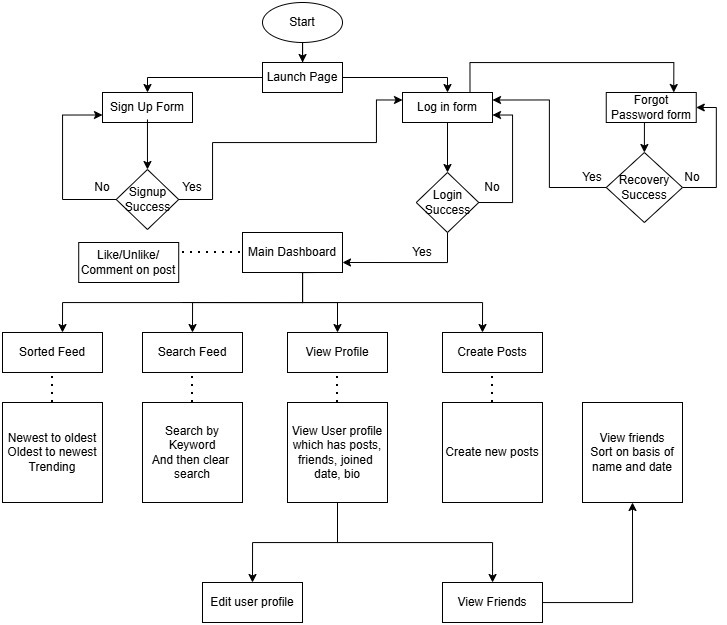 Start
Launch Page
Sign Up Form
Log in form
Forgot
Password form
No
Signup
Success
Yes
Login
Success
No
Yes
Recovery
Success
No
Like/Unlike/
Comment on post
Main Dashboard
Yes
Sorted Feed
Search Feed
View Profile
Create Posts
Newest to oldest
Oldest to newest
Trending
Search by
Keyword
And then clear
search
View User profile
which has posts,
friends, joined
date, bio
Create new posts
View friends
Sort on basis of
name and date
Edit user profile
View Friends